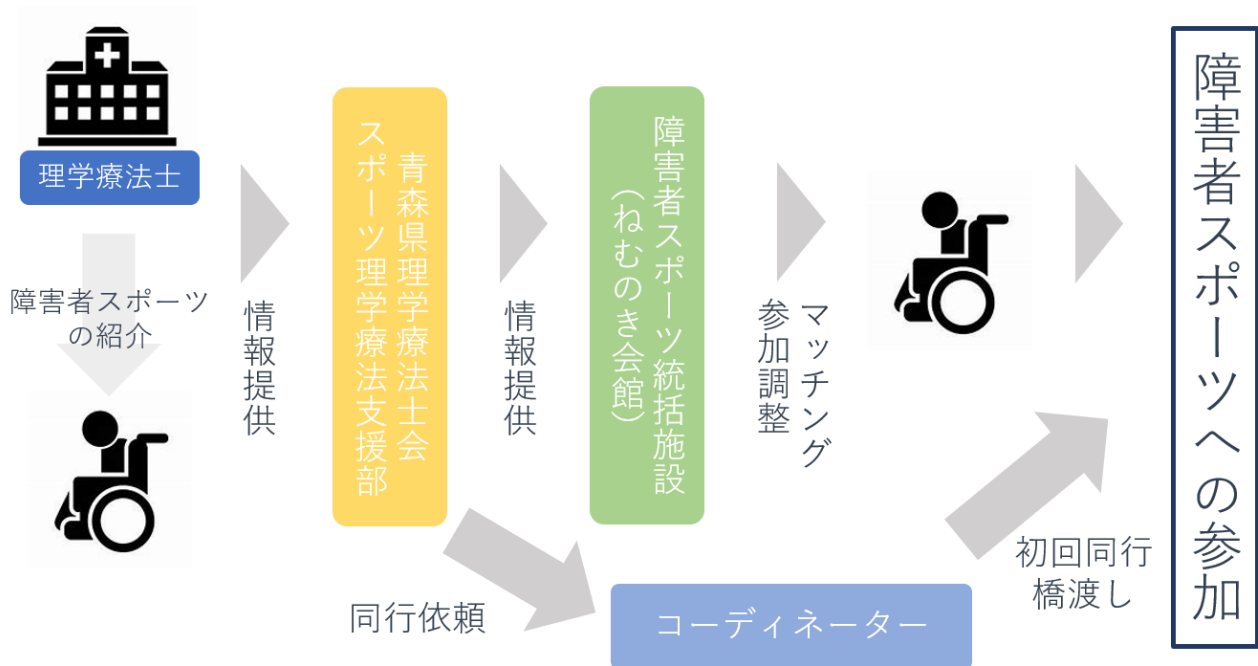 理学療法士
障害者スポーツ
の紹介
情報提供
青森県理学療法士会
スポーツ理学療法支援部
情報提供
障害者スポーツ統括施設
（ねむのき会館）
マッチング
参加調整
同行依頼
コーディネーター
初回同行
橋渡し
障害者スポーツへの参加